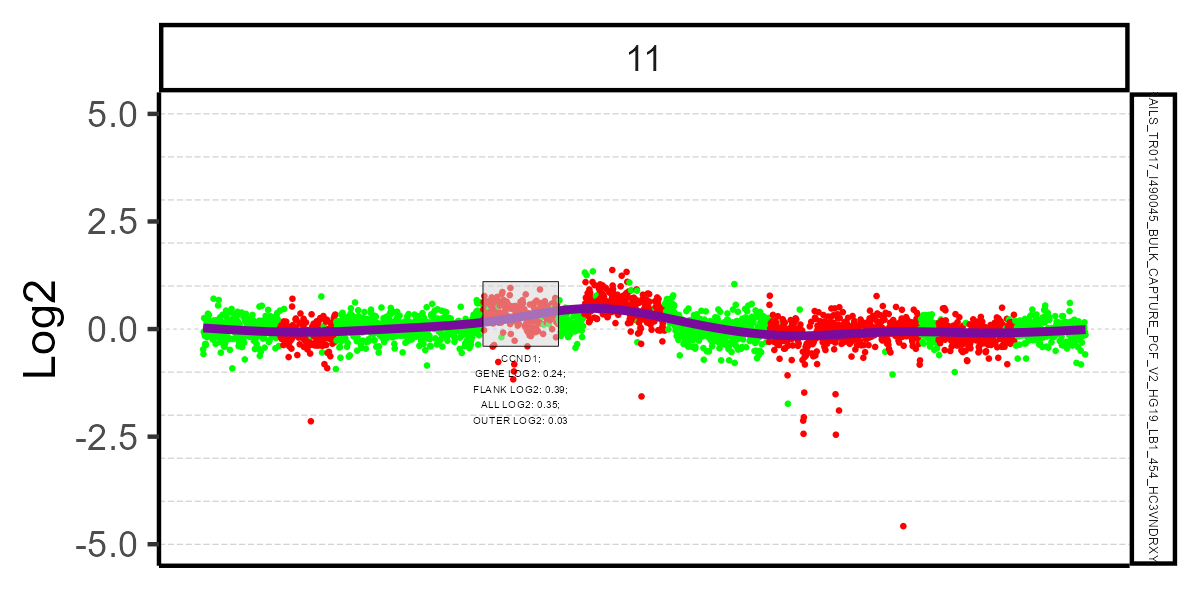 11
5.0
2.5
0.0
-2.5
-5.0
Log2
CCND1;
GENE LOG2: 0.24;
FLANK LOG2: 0.39;
ALL LOG2: 0.35;
OUTER LOG2: 0.03
AILS_TR017_I490045_BULK_CAPTURE_PCF_V2_HG19_LB1_454_HC3VNDRXY